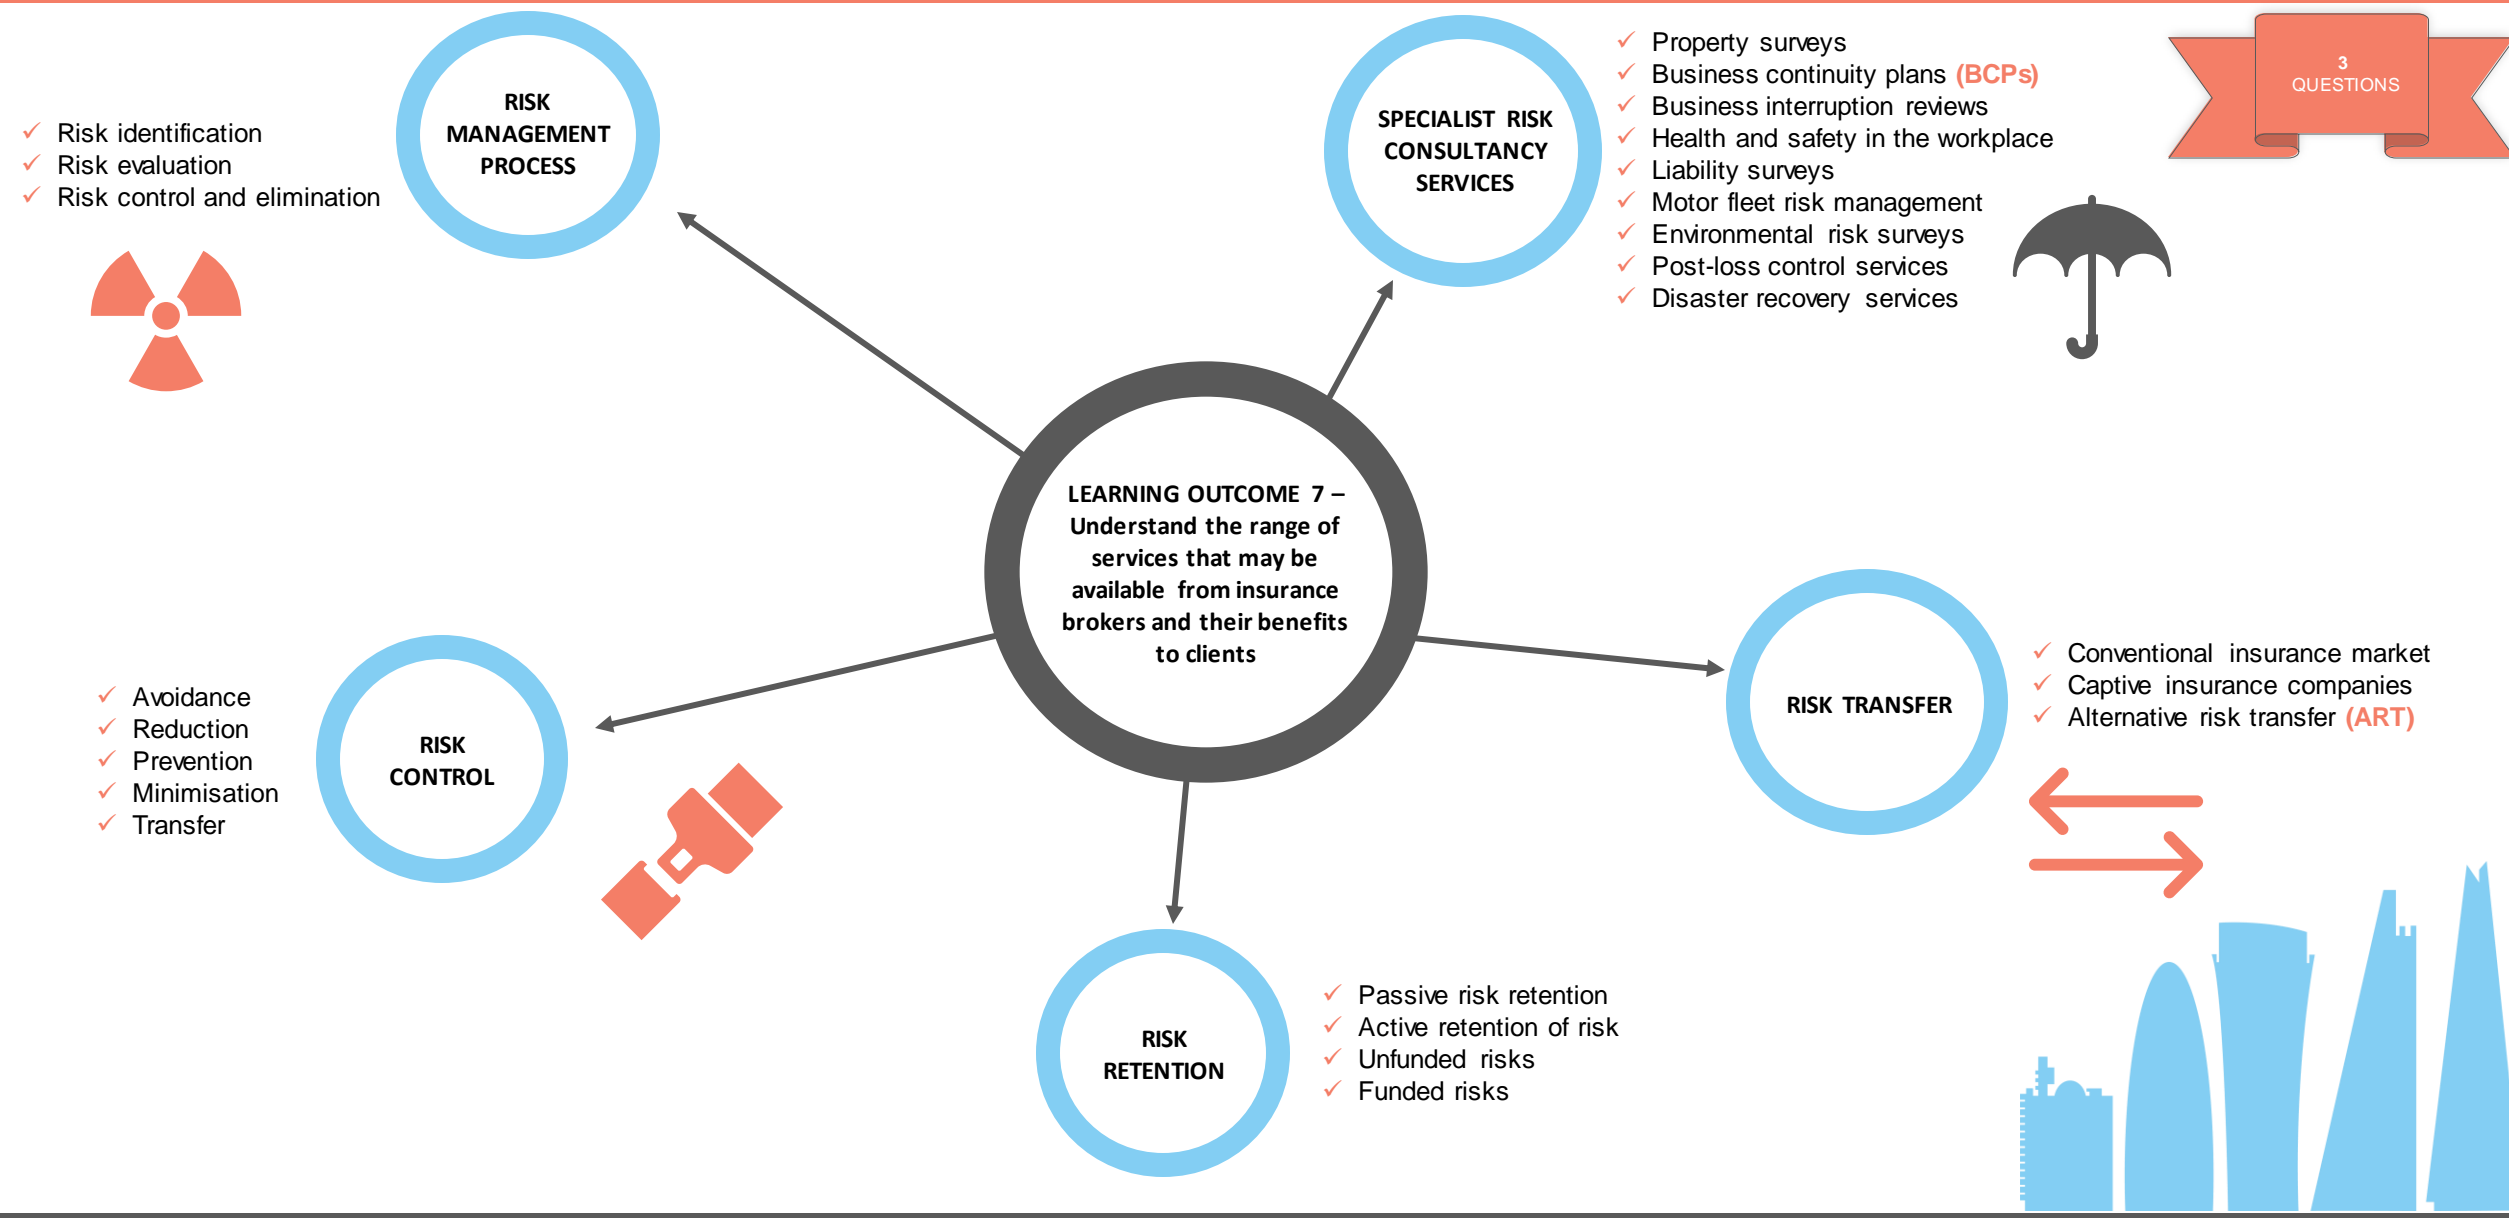 RISK
MANAGEMENT
PROCESS
✓ Risk identification
✓ Risk evaluation
✓ Risk control and elimination
SPECIALIST RISK
CONSULTANCY
SERVICES
✓ Property surveys
✓ Business continuity plans (BCPs)
✓ Business interruption reviews
✓ Health and safety in the workplace
✓ Liability surveys
✓ Motor fleet risk management
✓ Environmental risk surveys
✓ Post-loss control services
✓ Disaster recovery services
3
QUESTIONS
LEARNING OUTCOME 7 –
Understand the range of
services that may be
available from insurance
brokers and their benefits
to clients
RISK TRANSFER
✓ Conventional insurance market
✓ Captive insurance companies
✓ Alternative risk transfer (ART)
✓ Avoidance
✓ Reduction
✓ Prevention
✓ Minimisation
✓ Transfer
RISK
CONTROL
RISK
RETENTION
✓ Passive risk retention
✓ Active retention of risk
✓ Unfunded risks
✓ Funded risks